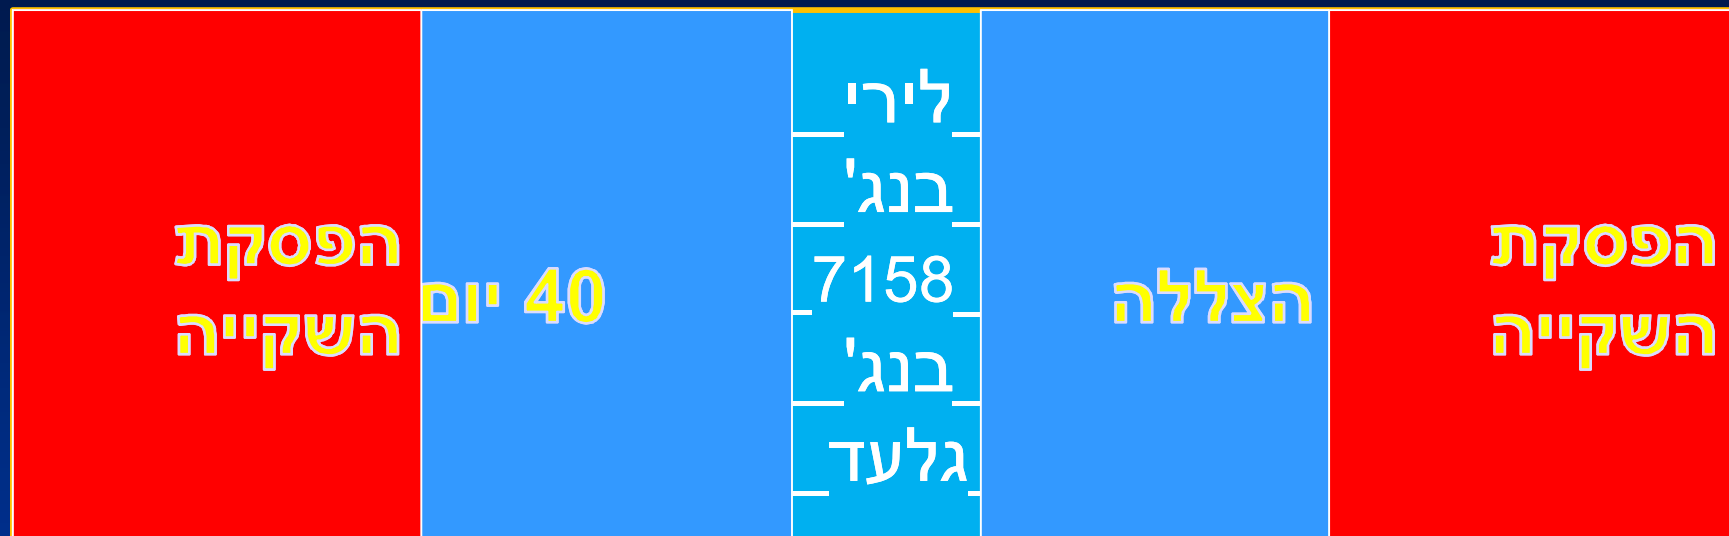 הפסקת
השקייה
הצללה
לירי
בנג'
7158
בנג'
גלעד
40 יום
הפסקת
השקייה